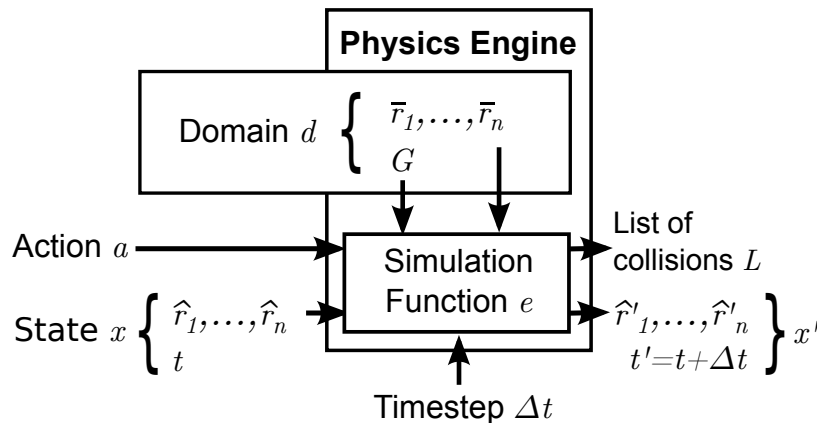 Physics Engine
Domain d { r̄₁,…,r̄ₙ
G
Action a
Simulation
Function e
List of
collisions L
State x { r̂₁,…,r̂ₙ
t
r̂'₁,…,r̂'ₙ } x'
t'=t+Δt
Timestep Δt